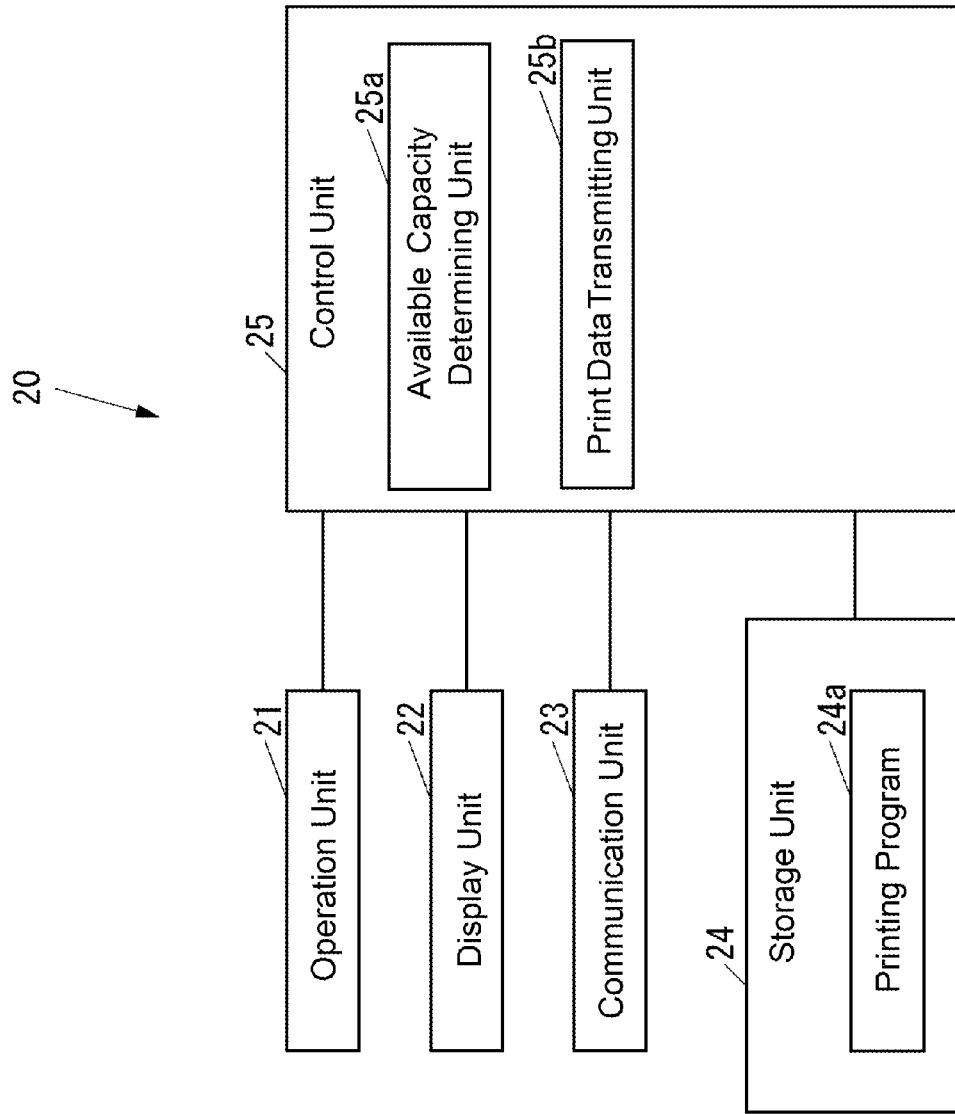 20
21
Operation Unit
22
Display Unit
23
Communication Unit
24
Storage Unit
24a
Printing Program
25
Control Unit
25a
Available Capacity
Determining Unit
25b
Print Data Transmitting Unit